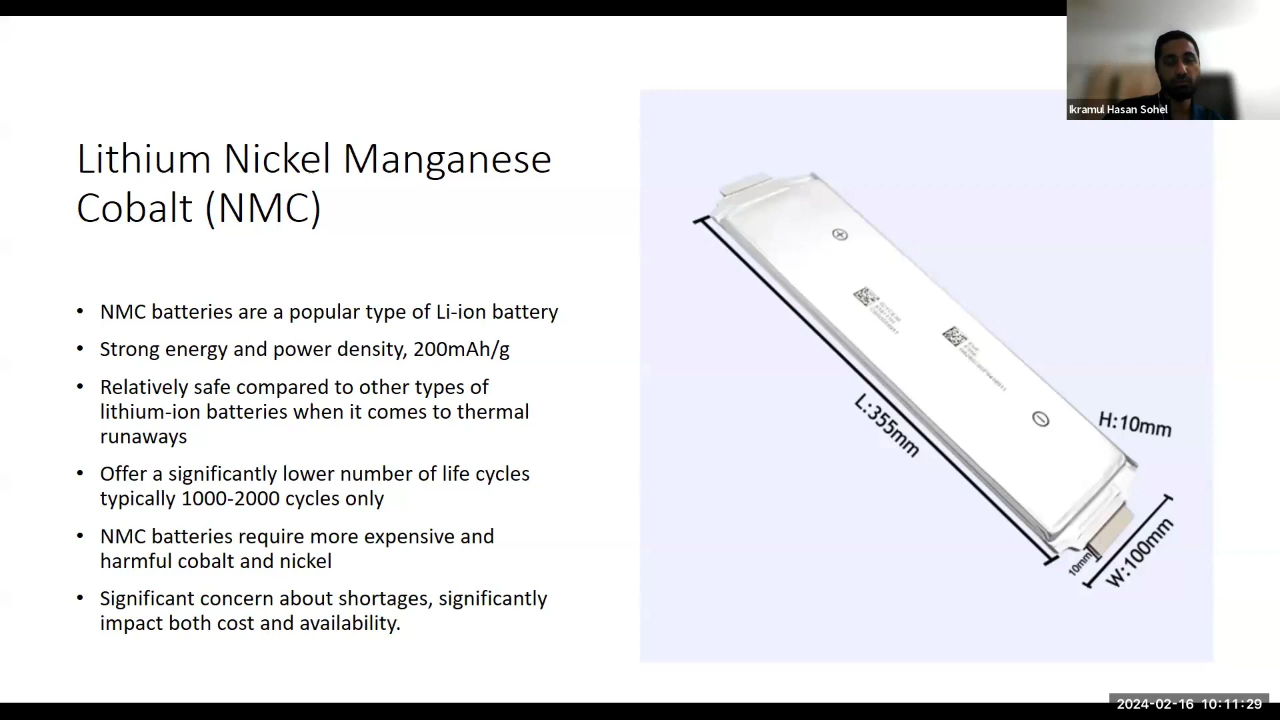 Ikramul Hasan Sohel
Lithium Nickel Manganese
Cobalt (NMC)
• NMC batteries are a popular type of Li-ion battery
• Strong energy and power density, 200mAh/g
• Relatively safe compared to other types of
lithium-ion batteries when it comes to thermal
runaways
• Offer a significantly lower number of life cycles
typically 1000-2000 cycles only
• NMC batteries require more expensive and
harmful cobalt and nickel
• Significant concern about shortages, significantly
impact both cost and availability.
L:355mm
H:10mm
10mm
W:100mm
2024-02-16 10:11:29